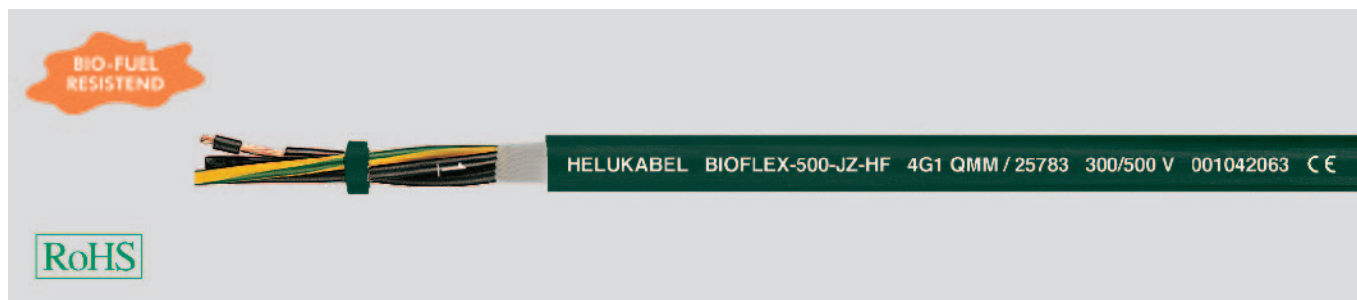 BIO-FUEL
RESISTEND
HELUKABEL BIOFLEX-500-JZ-HF 4G1 QMM / 25783 300/500 V 001042063 CE
RoHS